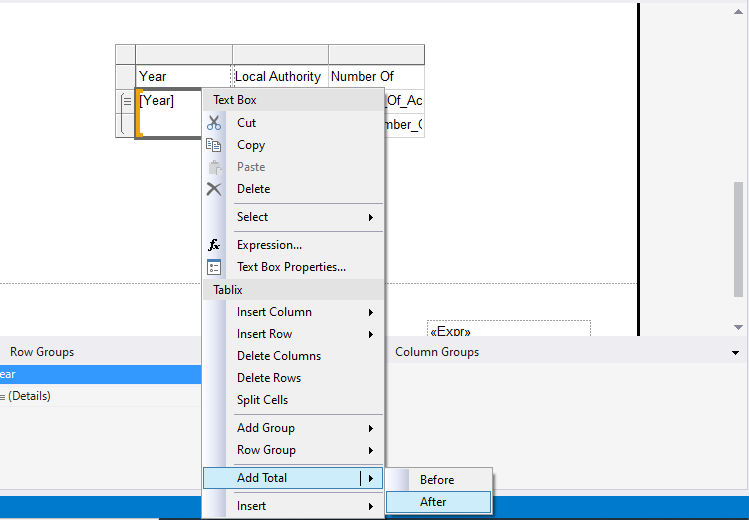 Year Local Authority Number Of
[Year]
Text Box
Cut
Copy
Paste
Delete
Select
Expression...
Text Box Properties...
Tablix
Insert Column
Insert Row
Delete Columns
Delete Rows
Split Cells
Add Group
Row Group
Add Total
Insert
Before
After
_Of_Ac
mber_
«Expr»
Row Groups
Column Groups
ear
(Details)